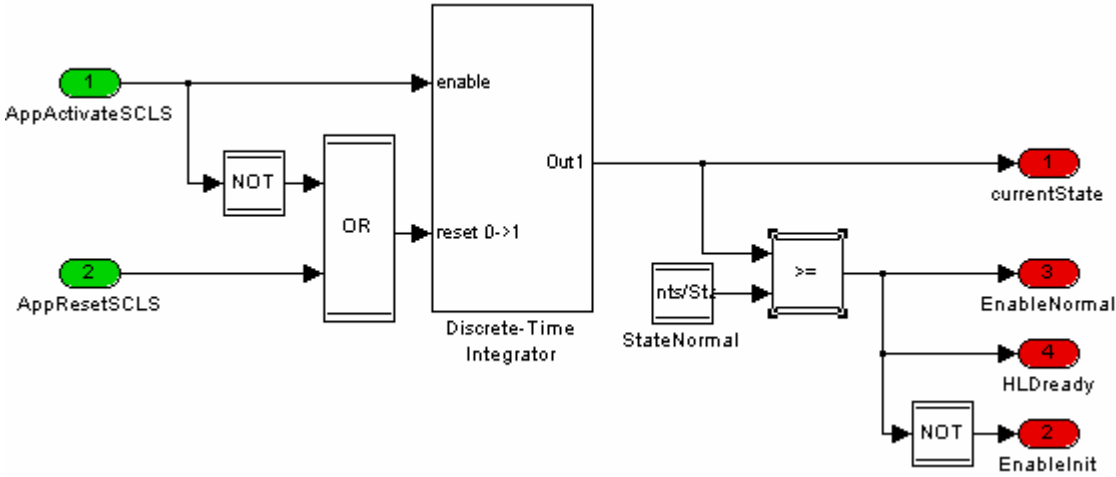 1
AppActivateSCLS
enable
NOT
OR
Out1
reset 0->1
2
AppResetSCLS
Discrete-Time
Integrator
1
currentState
>=
nts/Sta
StateNormal
3
EnableNormal
4
HLDready
NOT
2
EnableInit